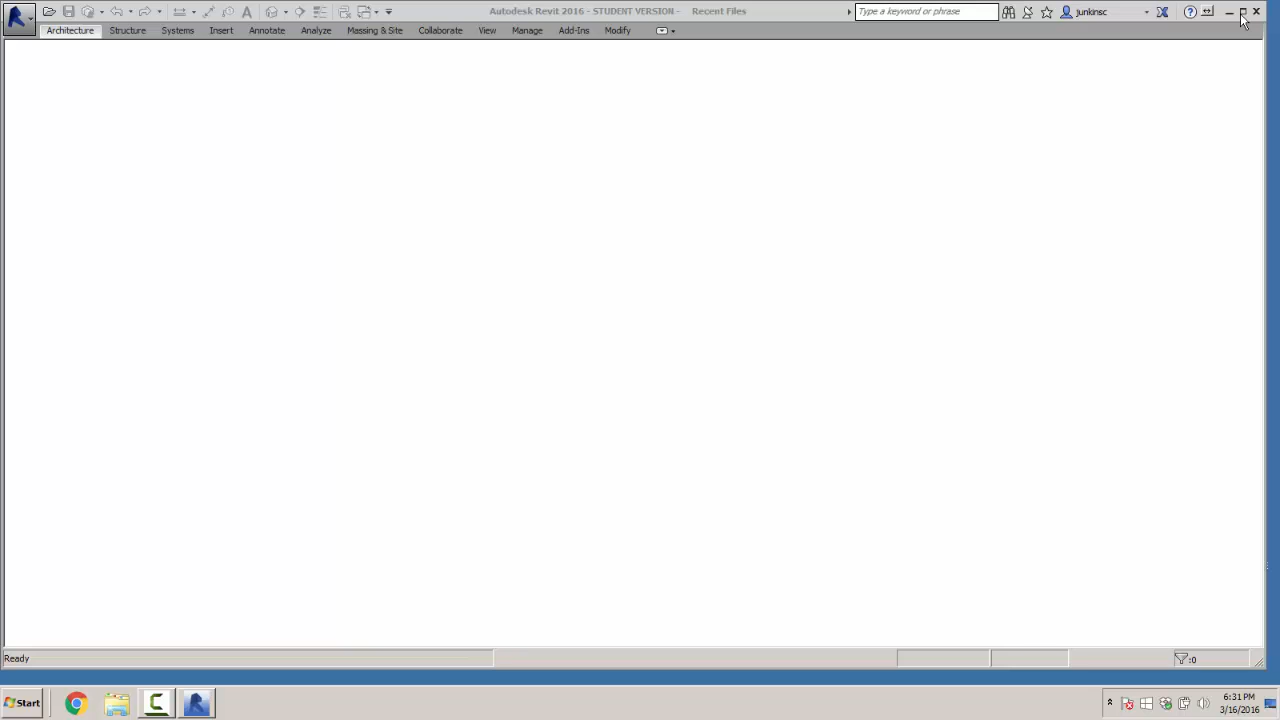 Autodesk Revit 2016 - STUDENT VERSION - Recent Files Type a keyword or phrase junkinsc
Architecture Structure Systems Insert Annotate Analyze Massing & Site Collaborate View Manage Add-Ins Modify
Ready :0
Start 6:31 PM
3/16/2016